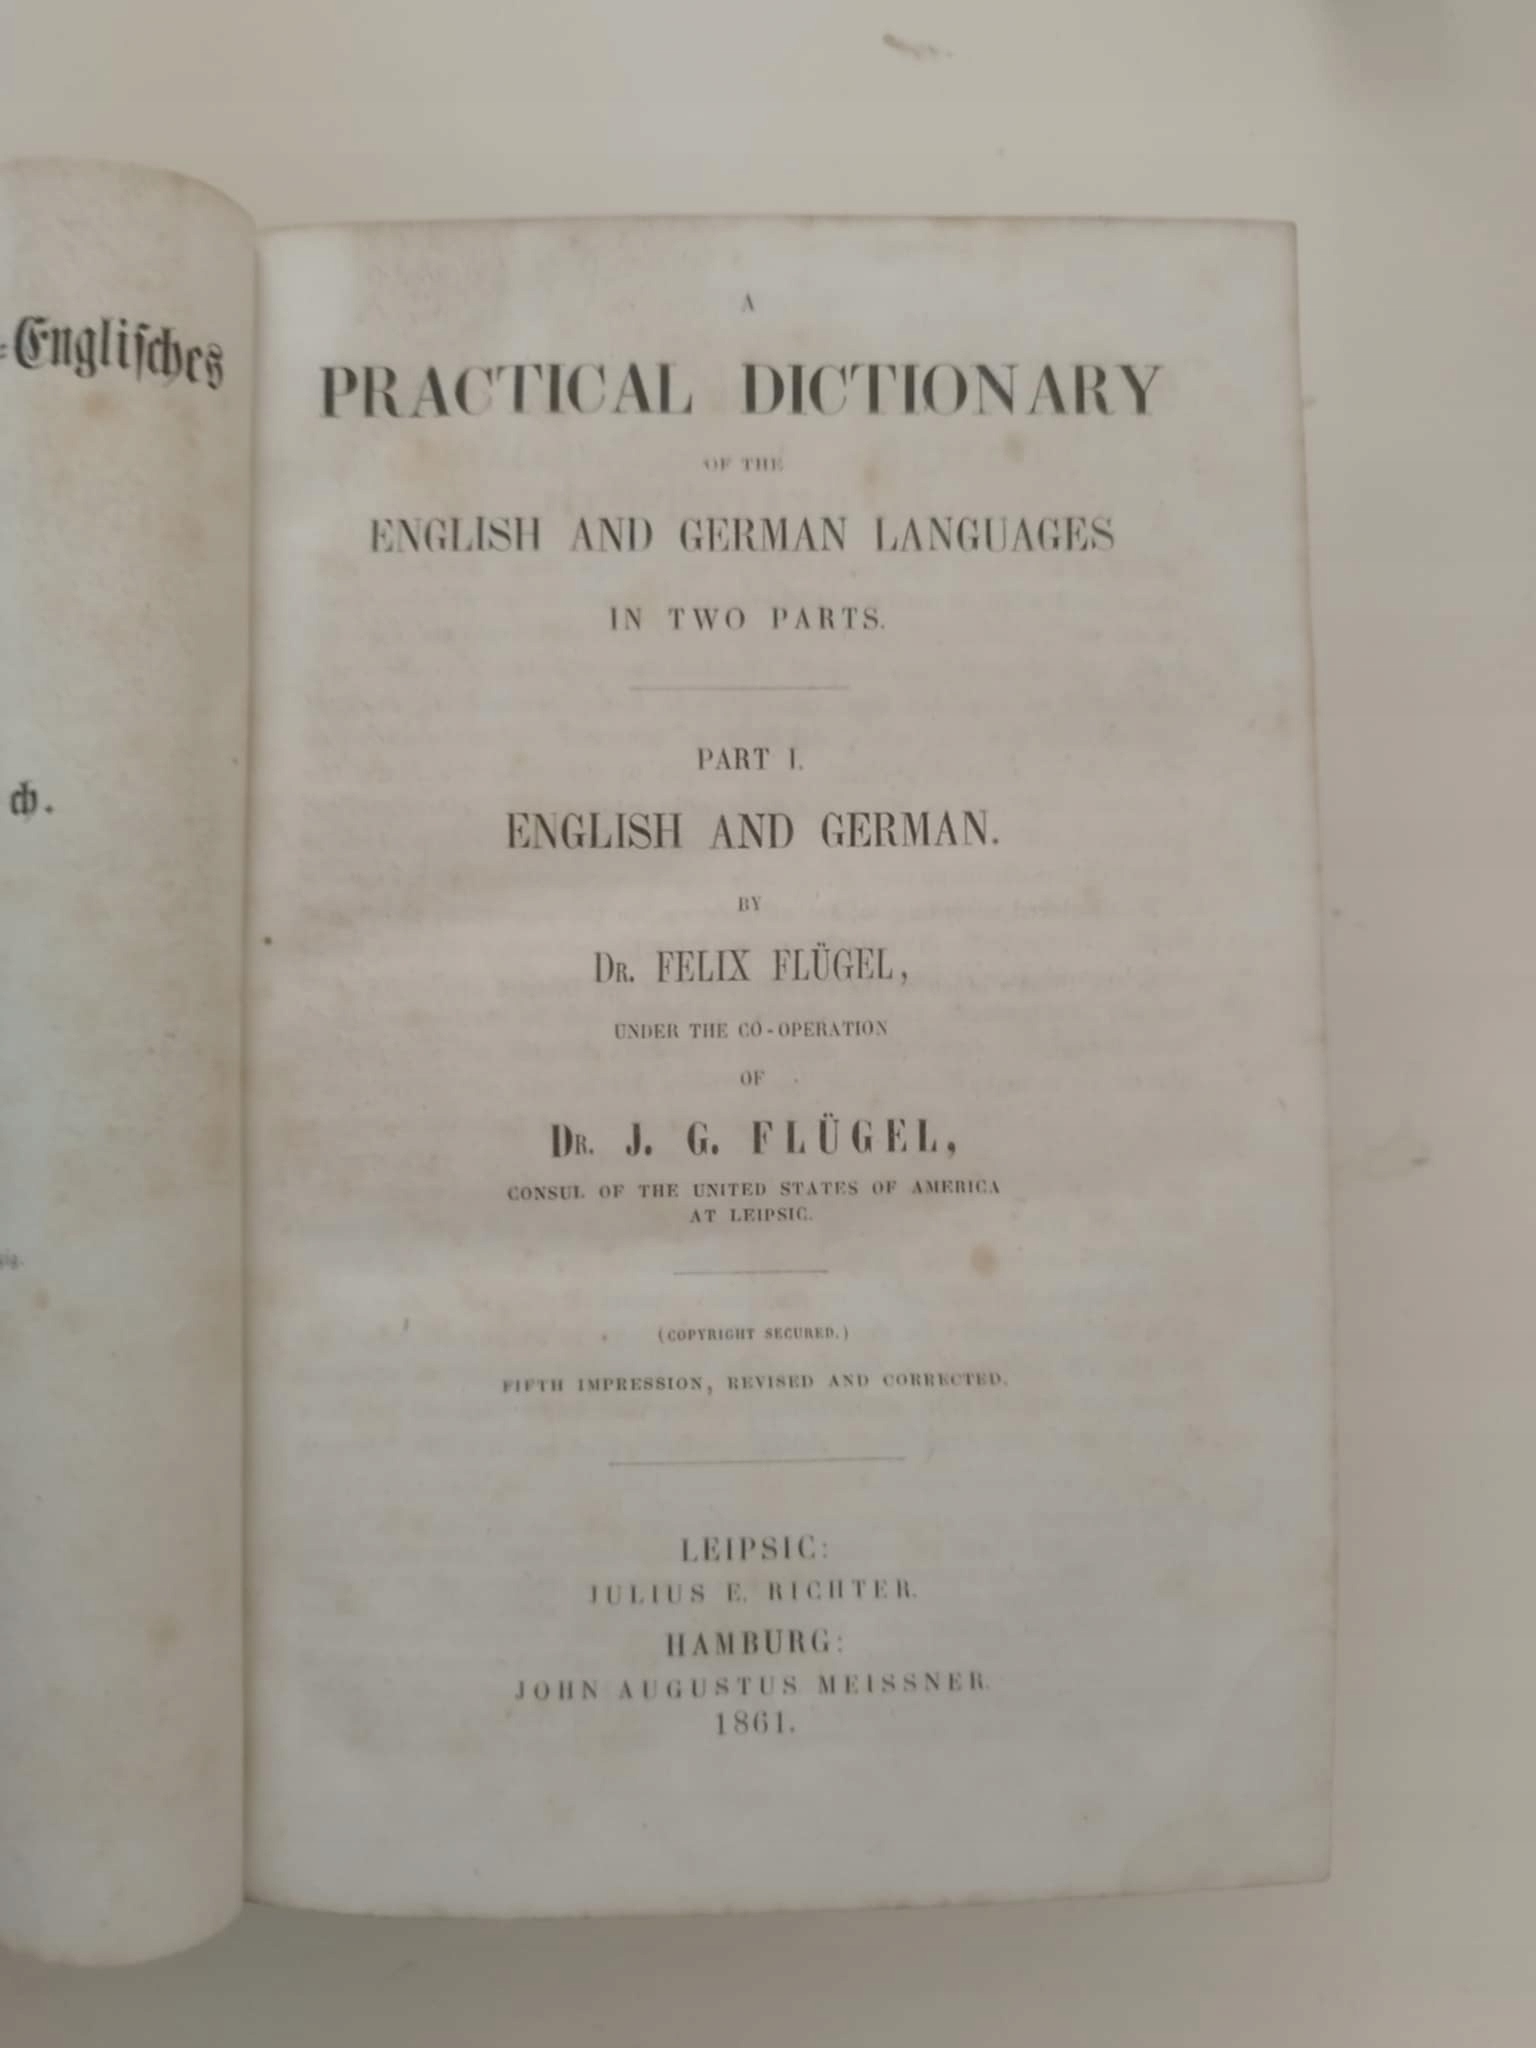 =Englisches
ch.
A
PRACTICAL DICTIONARY
OF THE
ENGLISH AND GERMAN LANGUAGES
IN TWO PARTS.
PART I.
ENGLISH AND GERMAN.
BY
DR. FELIX FLÜGEL,
UNDER THE CO-OPERATION
OF
DR. J. G. FLÜGEL,
CONSUL OF THE UNITED STATES OF AMERICA
AT LEIPSIC.
(COPYRIGHT SECURED.)
FIFTH IMPRESSION, REVISED AND CORRECTED.
LEIPSIC:
JULIUS E. RICHTER.
HAMBURG:
JOHN AUGUSTUS MEISSNER.
1861.